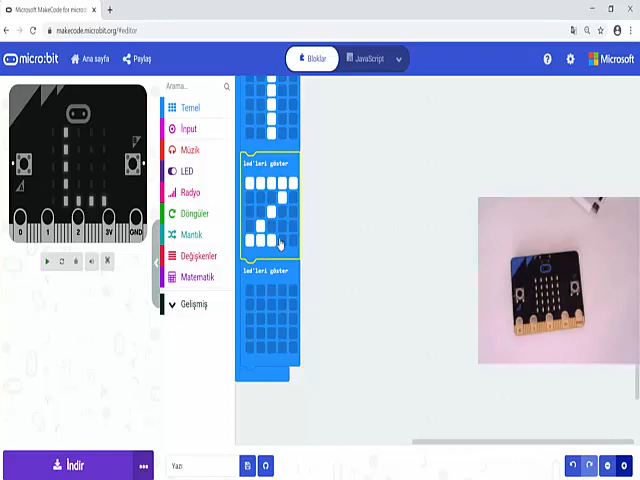 Microsoft MakeCode for micro:
makecode.microbit.org/#editor
micro:bit
Ana sayfa
Paylaş
Bloklar
JavaScript
Microsoft
Arama...
Temel
Input
Müzik
LED
Radyo
Döngüler
Mantık
Değişkenler
Matematik
Gelişmiş
led'leri göster
led'leri göster
0
1
2
3V
GND
İndir
Yazı